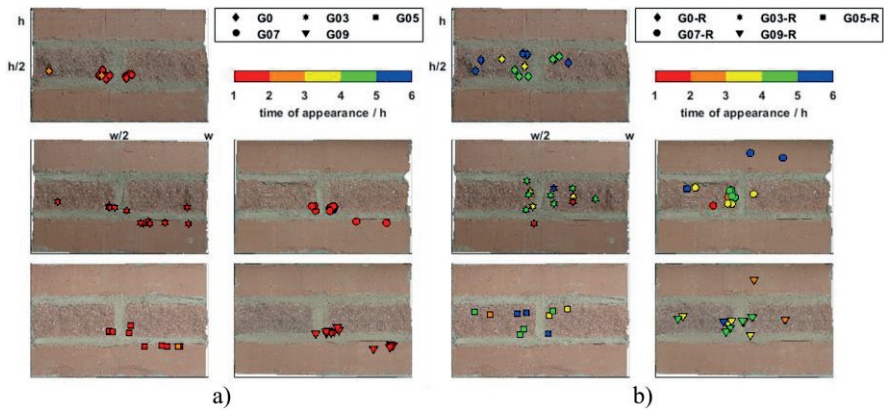 h
h/2
w/2
w
G0 G03 G05
G07 G09
1 2 3 4 5 6
time of appearance / h
a)
h
h/2
w/2
w
G0-R G03-R G05-R
G07-R G09-R
1 2 3 4 5 6
time of appearance / h
b)